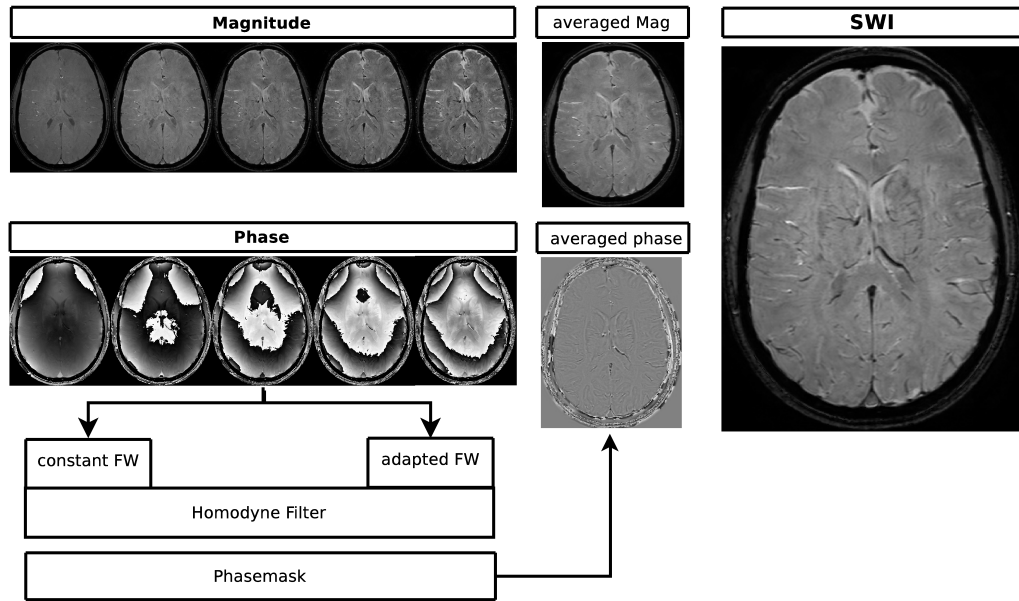 Magnitude
averaged Mag
SWI
Phase
averaged phase
constant FW
adapted FW
Homodyne Filter
Phasemask